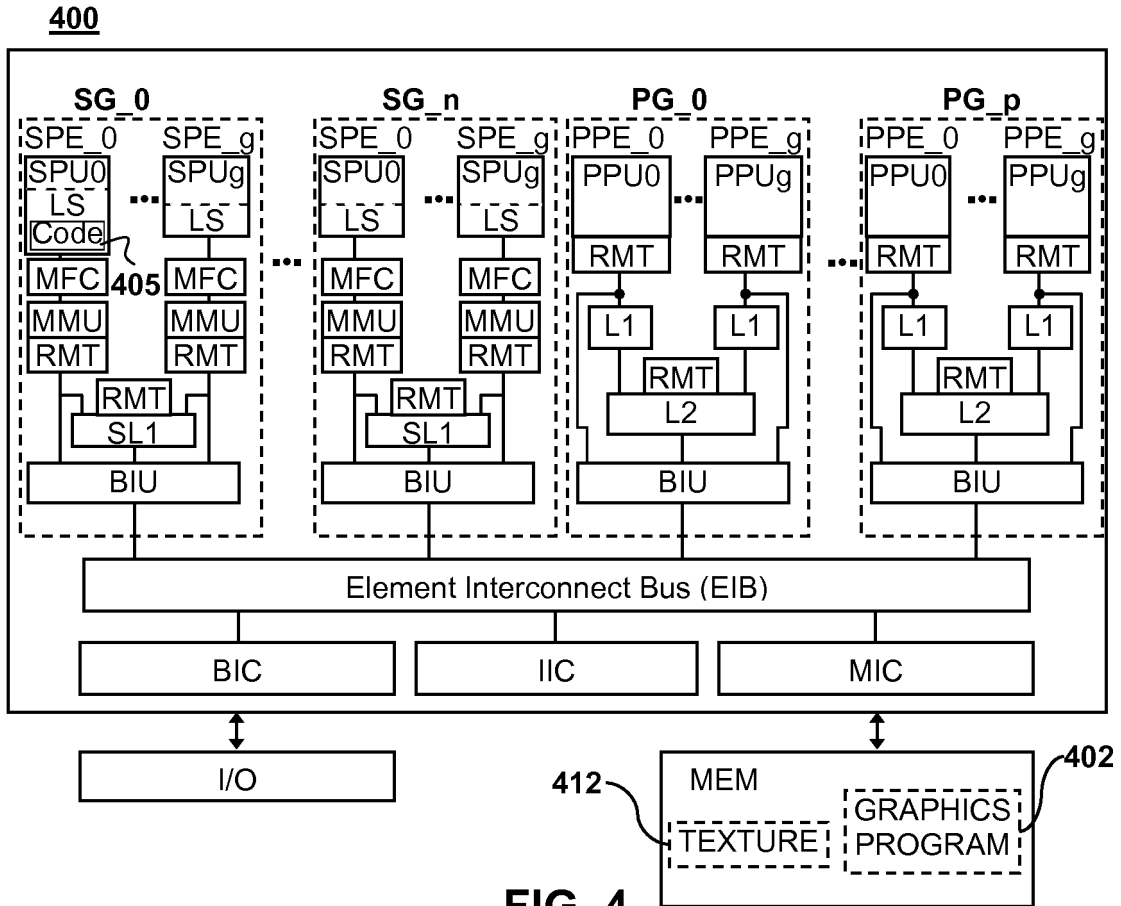 400
SG_0 SG_n PG_0 PG_p
SPE_0 SPE_g SPE_0 SPE_g PPE_0 PPE_g PPE_0 PPE_g
SPU0 SPUg SPU0 SPUg PPU0 PPUg PPU0 PPUg
LS LS LS LS
Code
405
RMT RMT RMT RMT
MFC MFC MFC MFC
L1 L1 L1 L1
MMU MMU MMU MMU
RMT RMT RMT RMT
RMT RMT RMT RMT
SL1 SL1 L2 L2
BIU BIU BIU BIU
Element Interconnect Bus (EIB)
BIC IIC MIC
I/O
MEM
412
402
TEXTURE
GRAPHICS
PROGRAM
FIG. 4